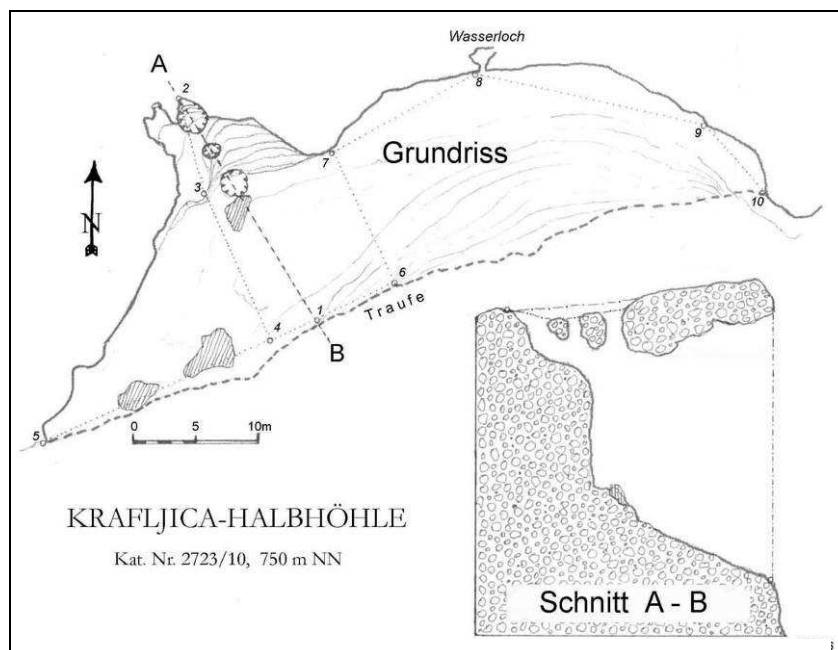 Wasserloch
A
2
8
9
7
Grundriss
3
10
N
6
1
Traufe
4
B
5
0 5 10m
KRAFLJICA-HALBHÖHLE
Kat. Nr. 2723/10, 750 m NN
Schnitt A - B